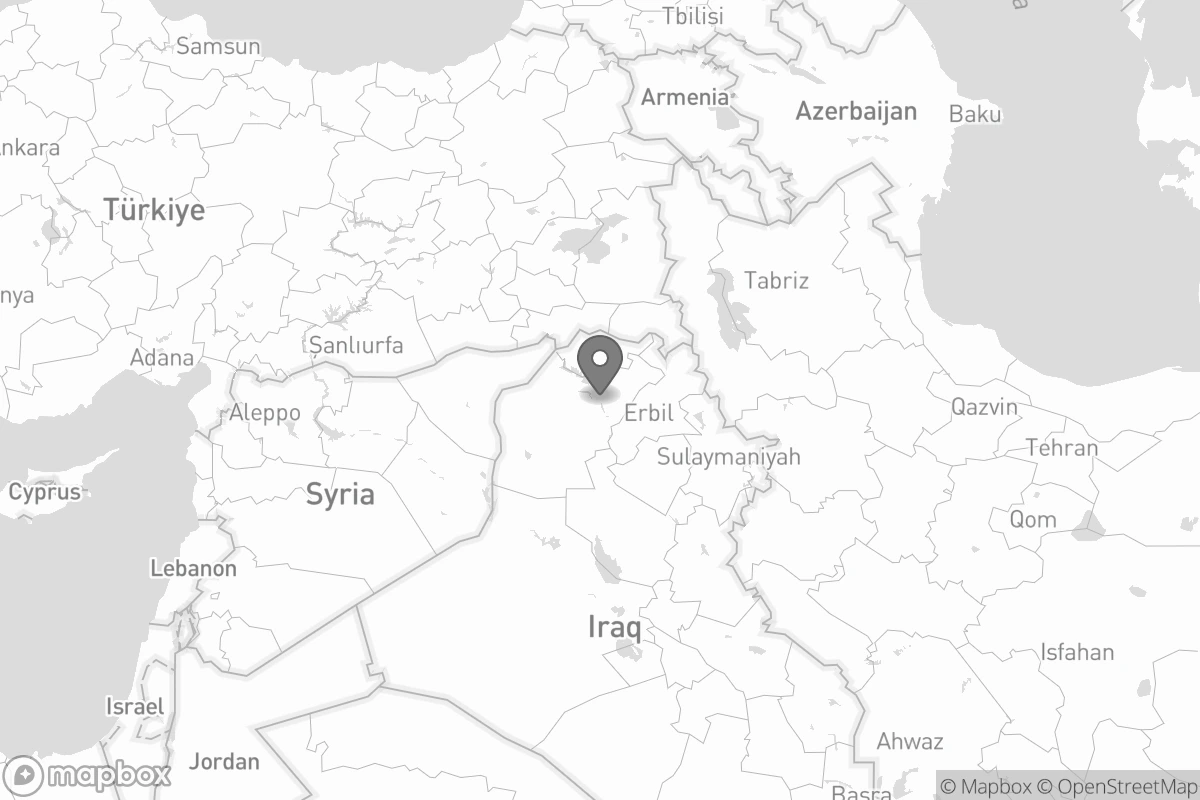 Tbilisi
Samsun
Armenia
Azerbaijan
Baku
nkara
Türkiye
Tabriz
nya
Şanlıurfa
Adana
Aleppo
Erbil
Qazvin
Tehran
Sulaymaniyah
Cyprus
Syria
Qom
Lebanon
Iraq
Isfahan
Israel
Ahwaz
Jordan
mapbox
© Mapbox © OpenStreetMap
Basra